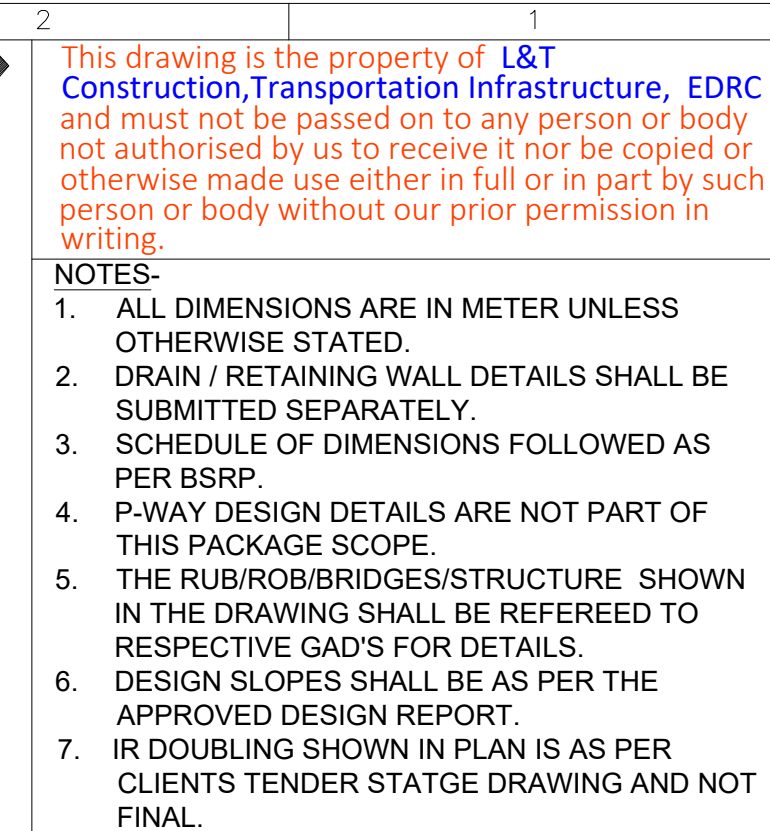 2 1
This drawing is the property of L&T
Construction,Transportation Infrastructure, EDRC
and must not be passed on to any person or body
not authorised by us to receive it nor be copied or
otherwise made use either in full or in part by such
person or body without our prior permission in
writing.
NOTES-
1. ALL DIMENSIONS ARE IN METER UNLESS
OTHERWISE STATED.
2. DRAIN / RETAINING WALL DETAILS SHALL BE
SUBMITTED SEPARATELY.
3. SCHEDULE OF DIMENSIONS FOLLOWED AS
PER BSRP.
4. P-WAY DESIGN DETAILS ARE NOT PART OF
THIS PACKAGE SCOPE.
5. THE RUB/ROB/BRIDGES/STRUCTURE SHOWN
IN THE DRAWING SHALL BE REFEREED TO
RESPECTIVE GAD'S FOR DETAILS.
6. DESIGN SLOPES SHALL BE AS PER THE
APPROVED DESIGN REPORT.
7. IR DOUBLING SHOWN IN PLAN IS AS PER
CLIENTS TENDER STATGE DRAWING AND NOT
FINAL.